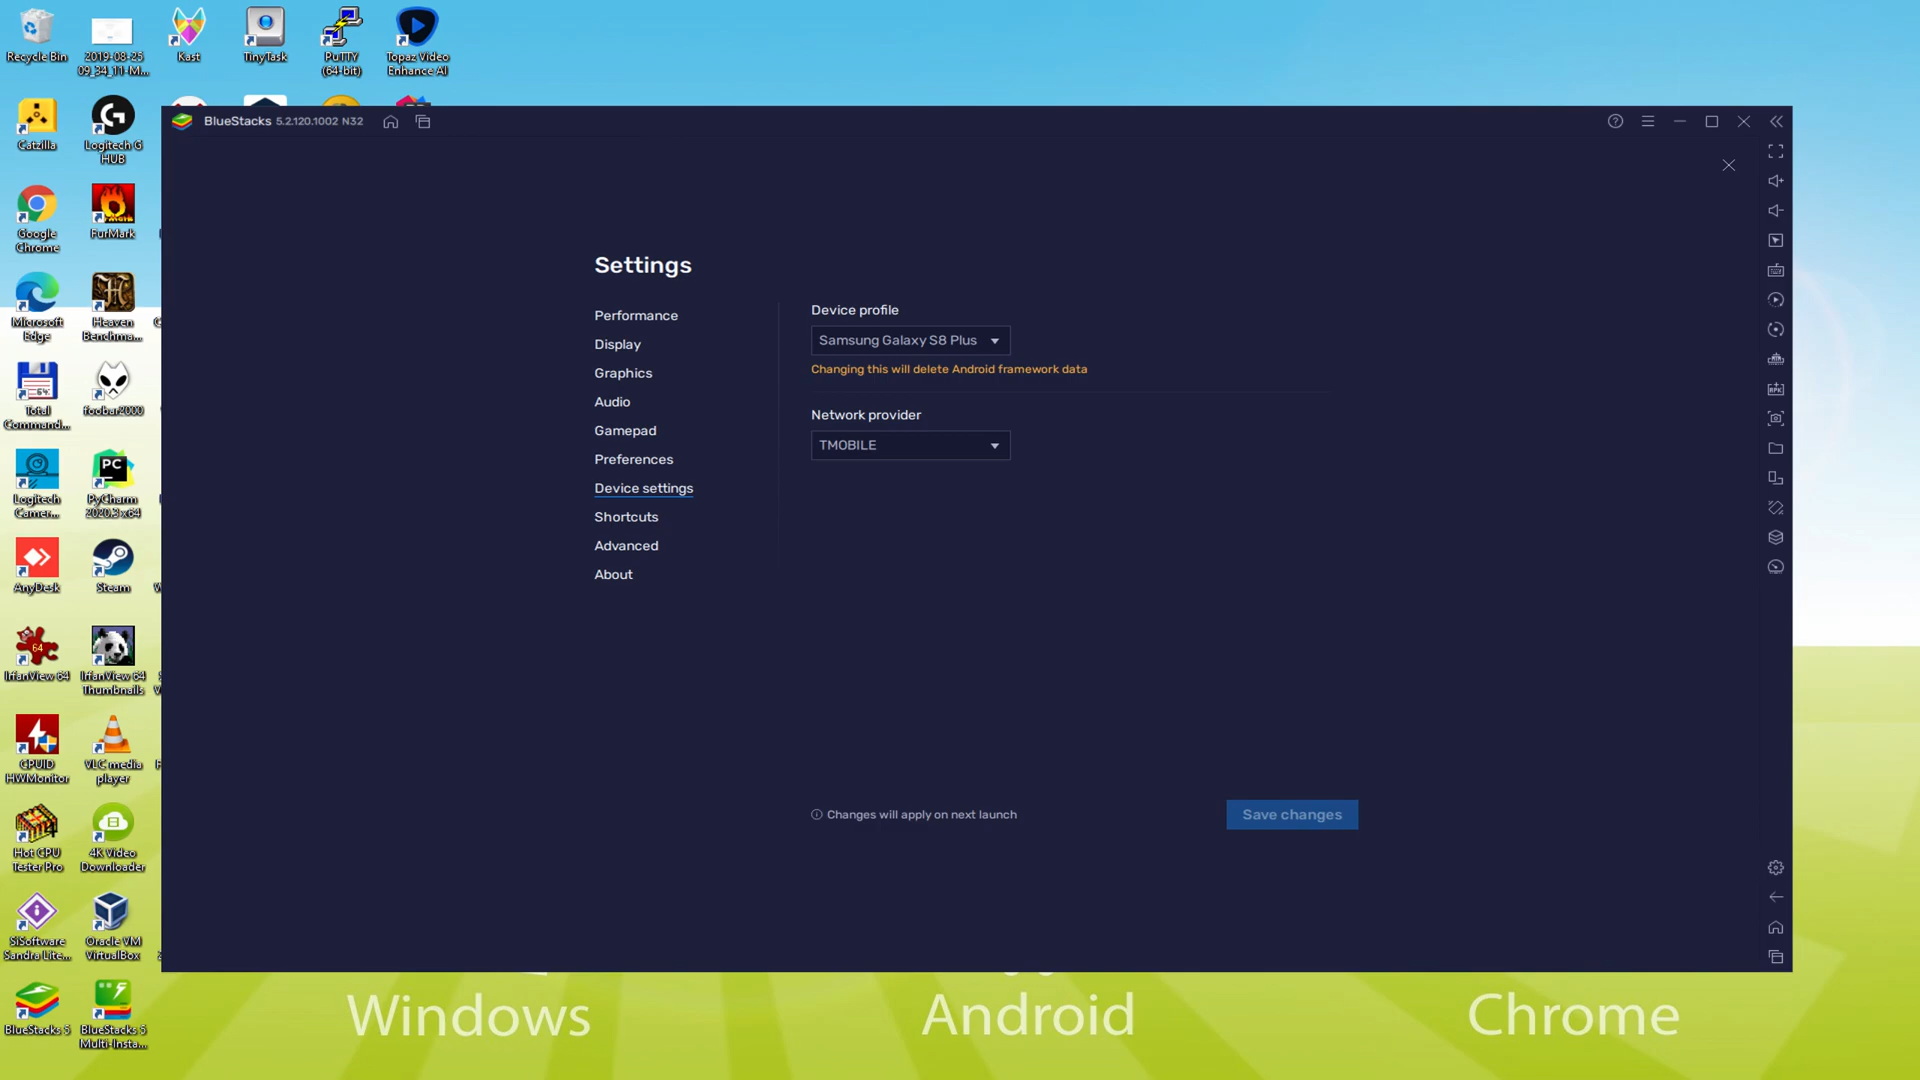 Recycle Bin
2019-08-25
09_34_11-M...
Kast
TinyTask
PuTTY
(64-bit)
Topaz Video
Enhance AI
Catzilla
Logitech G
HUB
Google
Chrome
FurMark
Microsoft
Edge
Heaven
Benchma...
Total
Command...
foobar2000
Logitech
Camer...
PyCharm
2020.3 x64
AnyDesk
Steam
IrfanView 64
IrfanView 64
Thumbnails
CPUID
HWMonitor
VLC media
player
Hot CPU
Tester Pro
4K Video
Downloader
SiSoftware
Sandra Lite...
Oracle VM
VirtualBox
BlueStacks 5
BlueStacks 5
Multi-Insta...
BlueStacks 5.2.120.1002 N32
Settings
Performance
Display
Graphics
Audio
Gamepad
Preferences
Device settings
Shortcuts
Advanced
About
Device profile
Samsung Galaxy S8 Plus
Changing this will delete Android framework data
Network provider
TMOBILE
Changes will apply on next launch
Save changes
Windows
Android
Chrome